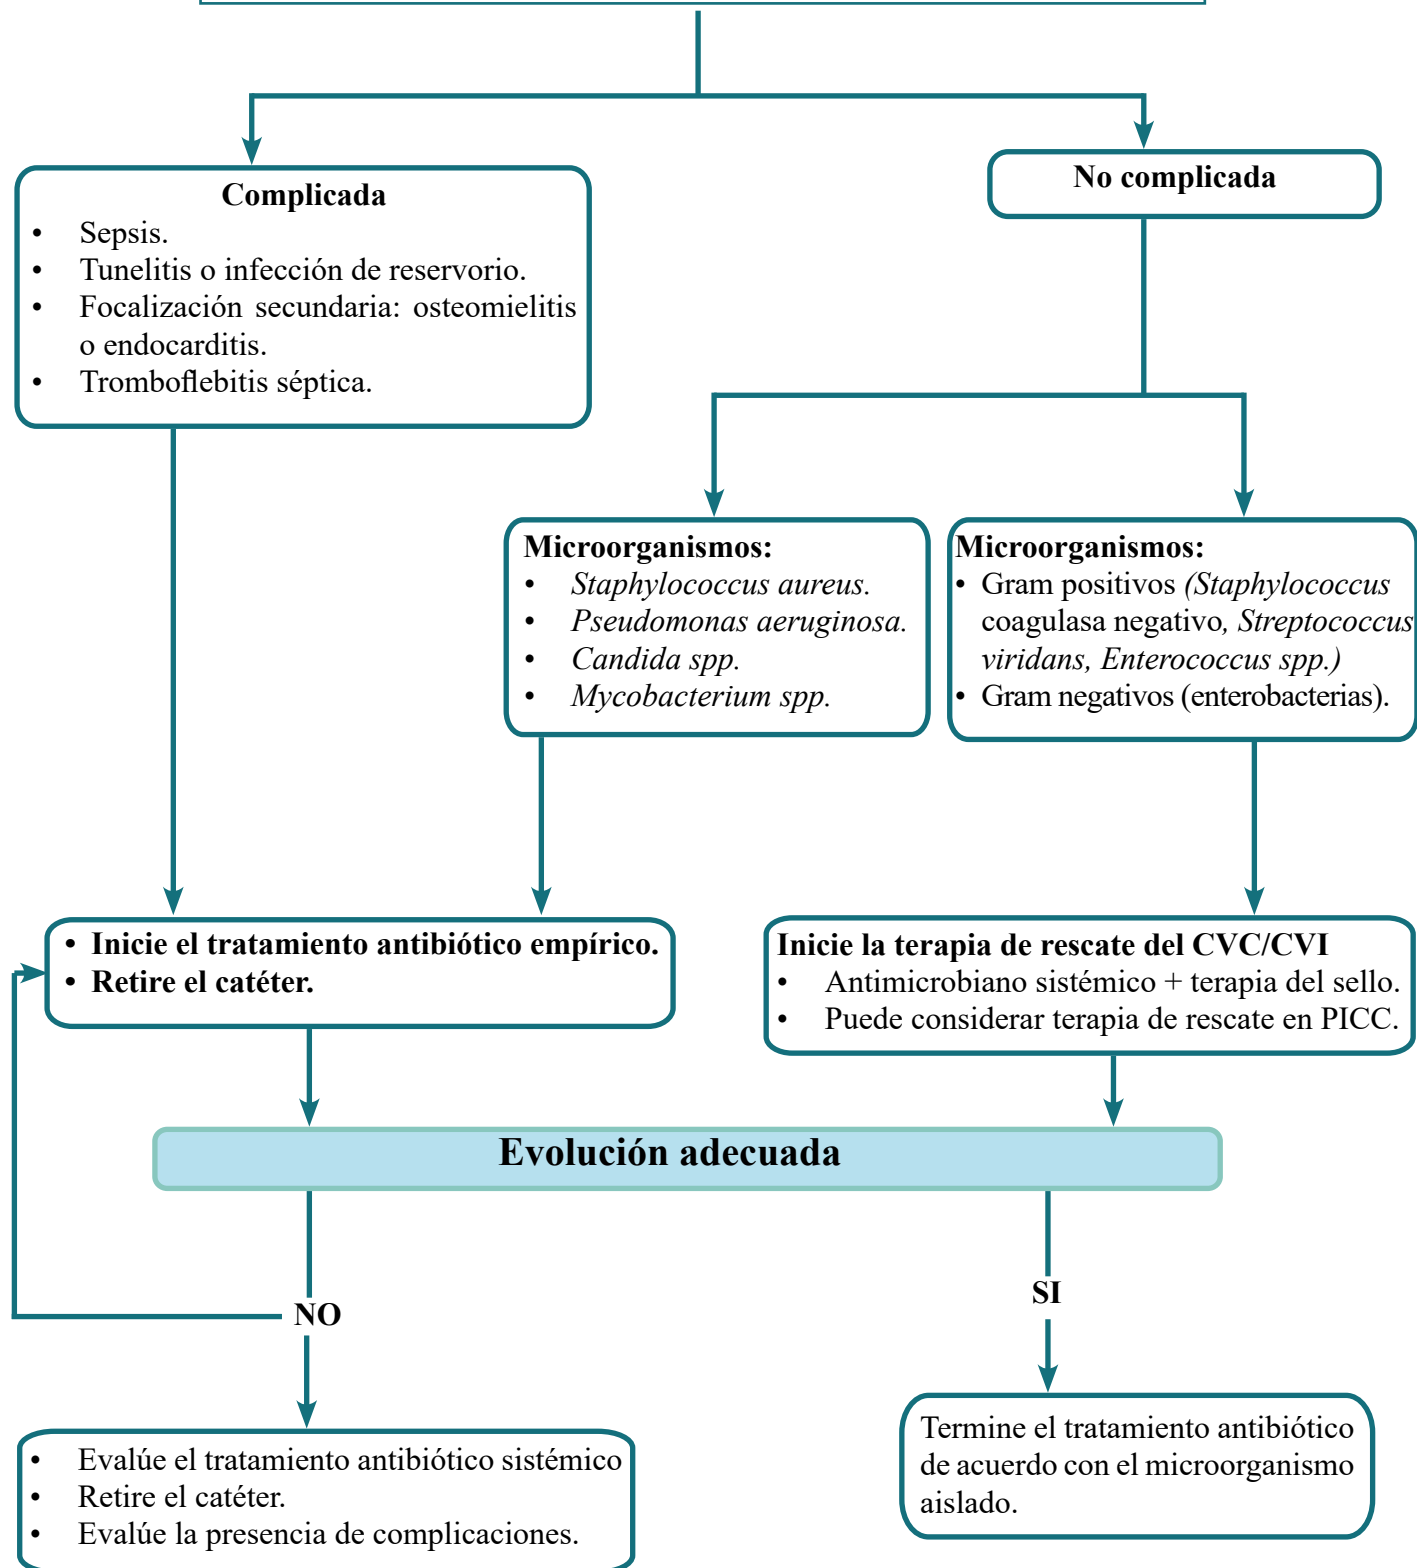 Complicada
• Sepsis.
• Tunelitis o infección de reservorio.
• Focalización secundaria: osteomielitis
o endocarditis.
• Tromboflebitis séptica.
No complicada
Microorganismos:
• Staphylococcus aureus.
• Pseudomonas aeruginosa.
• Candida spp.
• Mycobacterium spp.
Microorganismos:
• Gram positivos (Staphylococcus
coagulasa negativo, Streptococcus
viridans, Enterococcus spp.)
• Gram negativos (enterobacterias).
• Inicie el tratamiento antibiótico empírico.
• Retire el catéter.
Inicie la terapia de rescate del CVC/CVI
• Antimicrobiano sistémico + terapia del sello.
• Puede considerar terapia de rescate en PICC.
Evolución adecuada
NO
SI
• Evalúe el tratamiento antibiótico sistémico
• Retire el catéter.
• Evalúe la presencia de complicaciones.
Termine el tratamiento antibiótico
de acuerdo con el microorganismo
aislado.